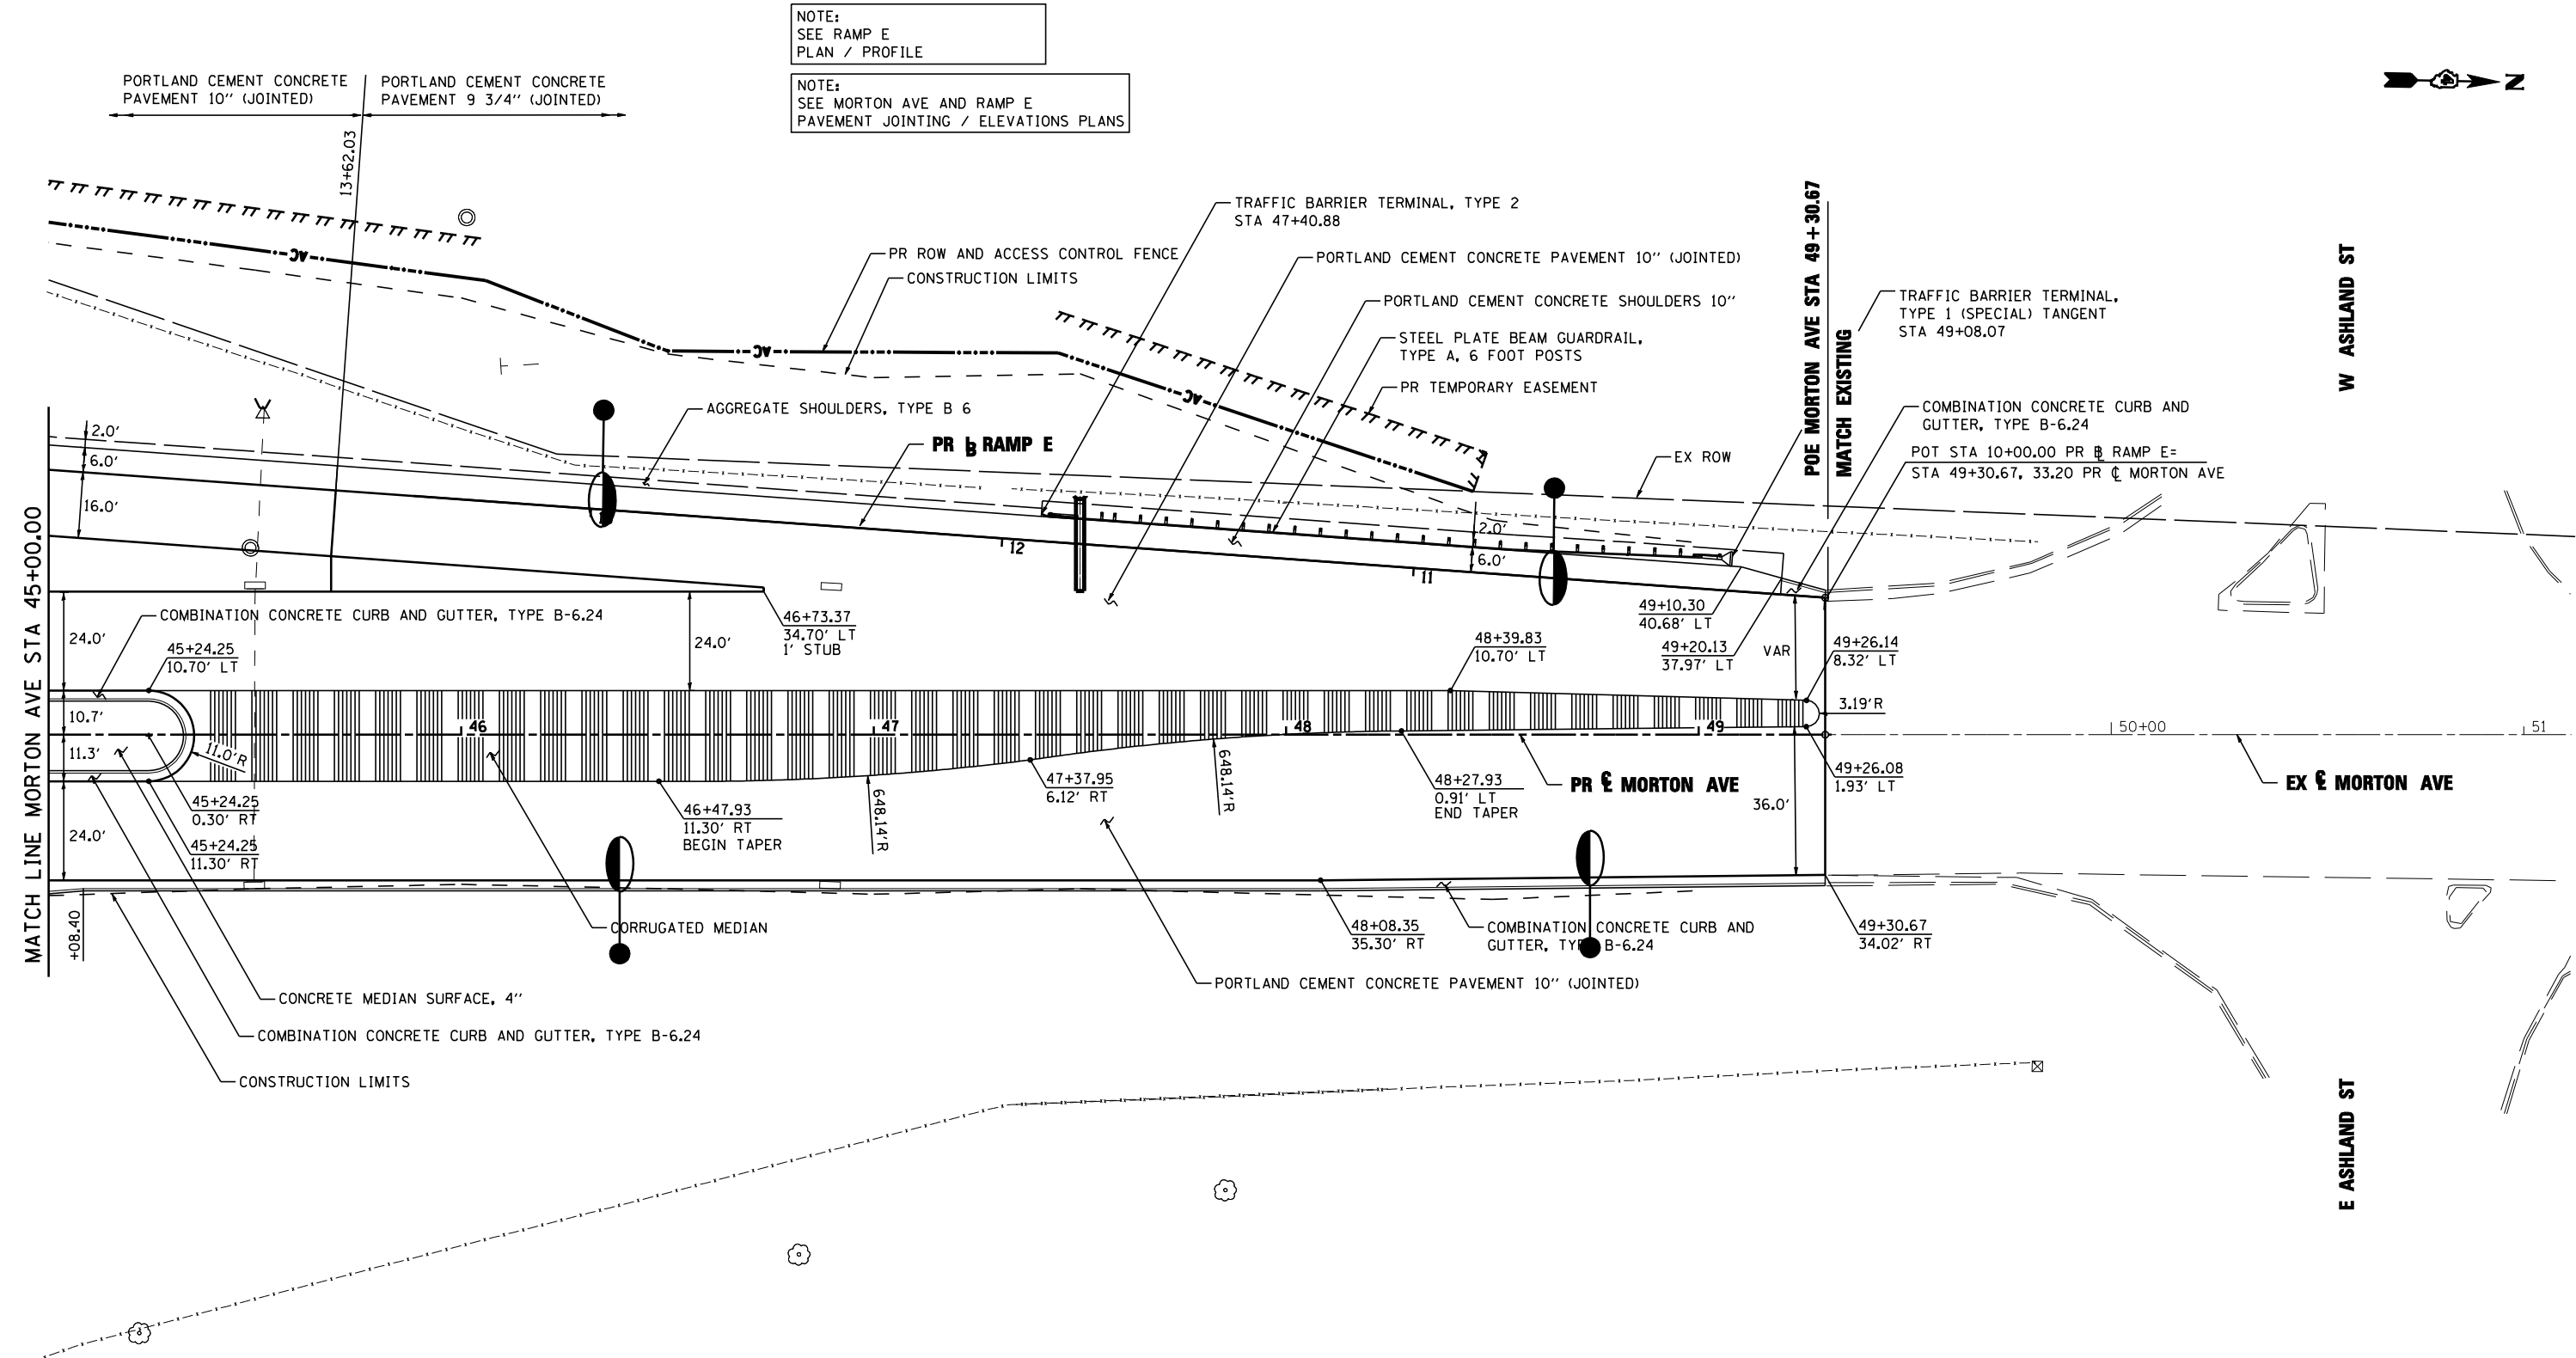 NOTE:
SEE RAMP E
PLAN / PROFILE
NOTE:
SEE MORTON AVE AND RAMP E
PAVEMENT JOINTING / ELEVATIONS PLANS
PORTLAND CEMENT CONCRETE
PAVEMENT 10'' (JOINTED)
PORTLAND CEMENT CONCRETE
PAVEMENT 9 3/4'' (JOINTED)
N
13+62.03
TRAFFIC BARRIER TERMINAL, TYPE 2
STA 47+40.88
PR ROW AND ACCESS CONTROL FENCE
CONSTRUCTION LIMITS
PORTLAND CEMENT CONCRETE PAVEMENT 10'' (JOINTED)
PORTLAND CEMENT CONCRETE SHOULDERS 10''
STEEL PLATE BEAM GUARDRAIL,
TYPE A, 6 FOOT POSTS
PR TEMPORARY EASEMENT
AC
AC
AC
POE MORTON AVE STA 49+30.67
MATCH EXISTING
TRAFFIC BARRIER TERMINAL,
TYPE 1 (SPECIAL) TANGENT
STA 49+08.07
W ASHLAND ST
COMBINATION CONCRETE CURB AND
GUTTER, TYPE B-6.24
POT STA 10+00.00 PR B RAMP E=
STA 49+30.67, 33.20 PR ℄ MORTON AVE
AGGREGATE SHOULDERS, TYPE B 6
PR B RAMP E
EX ROW
2.0'
6.0'
16.0'
12
11
2.0'
6.0'
MATCH LINE MORTON AVE STA 45+00.00
COMBINATION CONCRETE CURB AND GUTTER, TYPE B-6.24
24.0'
24.0'
46+73.37
34.70' LT
1' STUB
45+24.25
10.70' LT
48+39.83
10.70' LT
49+10.30
40.68' LT
49+20.13
37.97' LT
VAR
49+26.14
8.32' LT
3.19'R
10.7'
11.3'
11.0'R
46
47
48
49
50+00
51
45+24.25
0.30' RT
45+24.25
11.30' RT
24.0'
46+47.93
11.30' RT
BEGIN TAPER
648.14'R
47+37.95
6.12' RT
648.14'R
48+27.93
0.91' LT
END TAPER
PR ℄ MORTON AVE
36.0'
49+26.08
1.93' LT
EX ℄ MORTON AVE
+08.40
CORRUGATED MEDIAN
48+08.35
35.30' RT
COMBINATION CONCRETE CURB AND
GUTTER, TYPE B-6.24
49+30.67
34.02' RT
PORTLAND CEMENT CONCRETE PAVEMENT 10'' (JOINTED)
CONCRETE MEDIAN SURFACE, 4''
COMBINATION CONCRETE CURB AND GUTTER, TYPE B-6.24
CONSTRUCTION LIMITS
E ASHLAND ST